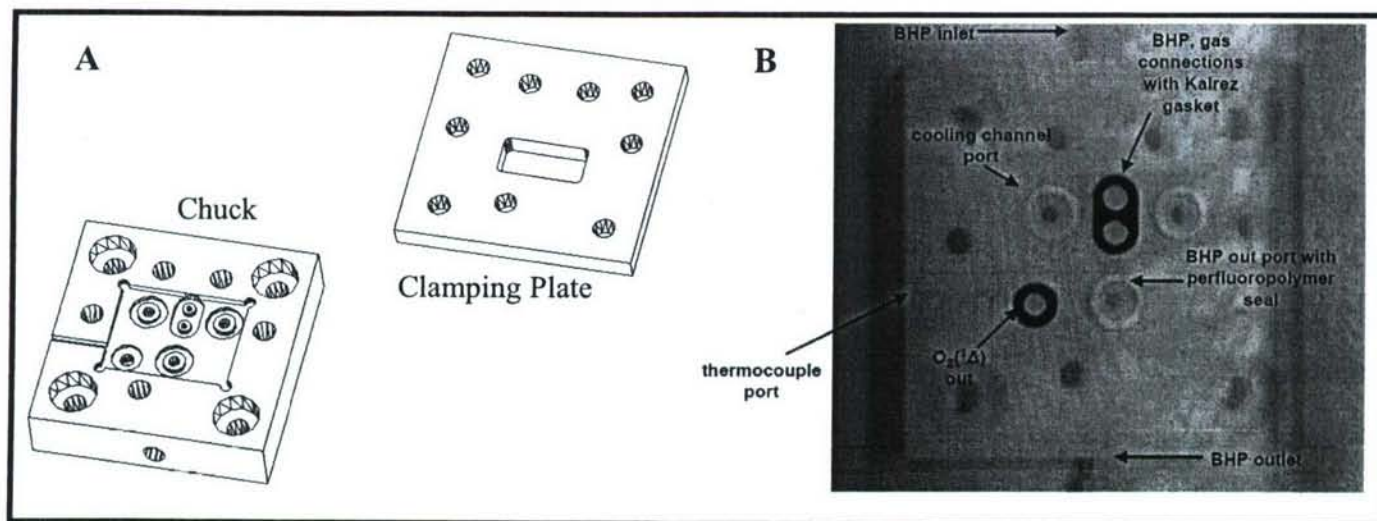 A
Chuck
Clamping Plate
B
BHP inlet
BHP, gas
connections
with Kalrez
gasket
cooling channel
port
BHP out port with
perfluoropolymer
seal
thermocouple
port
O₂(¹Δ)
out
BHP outlet